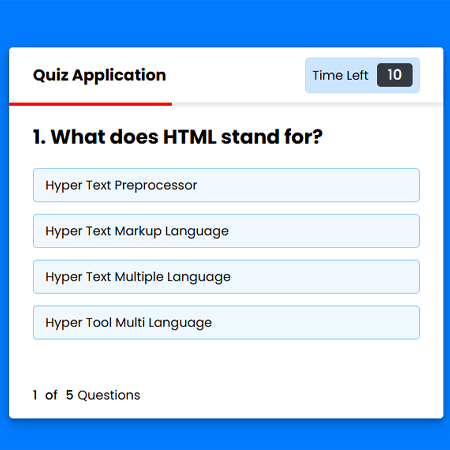 Quiz Application
Time Left 10
1. What does HTML stand for?
Hyper Text Preprocessor
Hyper Text Markup Language
Hyper Text Multiple Language
Hyper Tool Multi Language
1 of 5 Questions